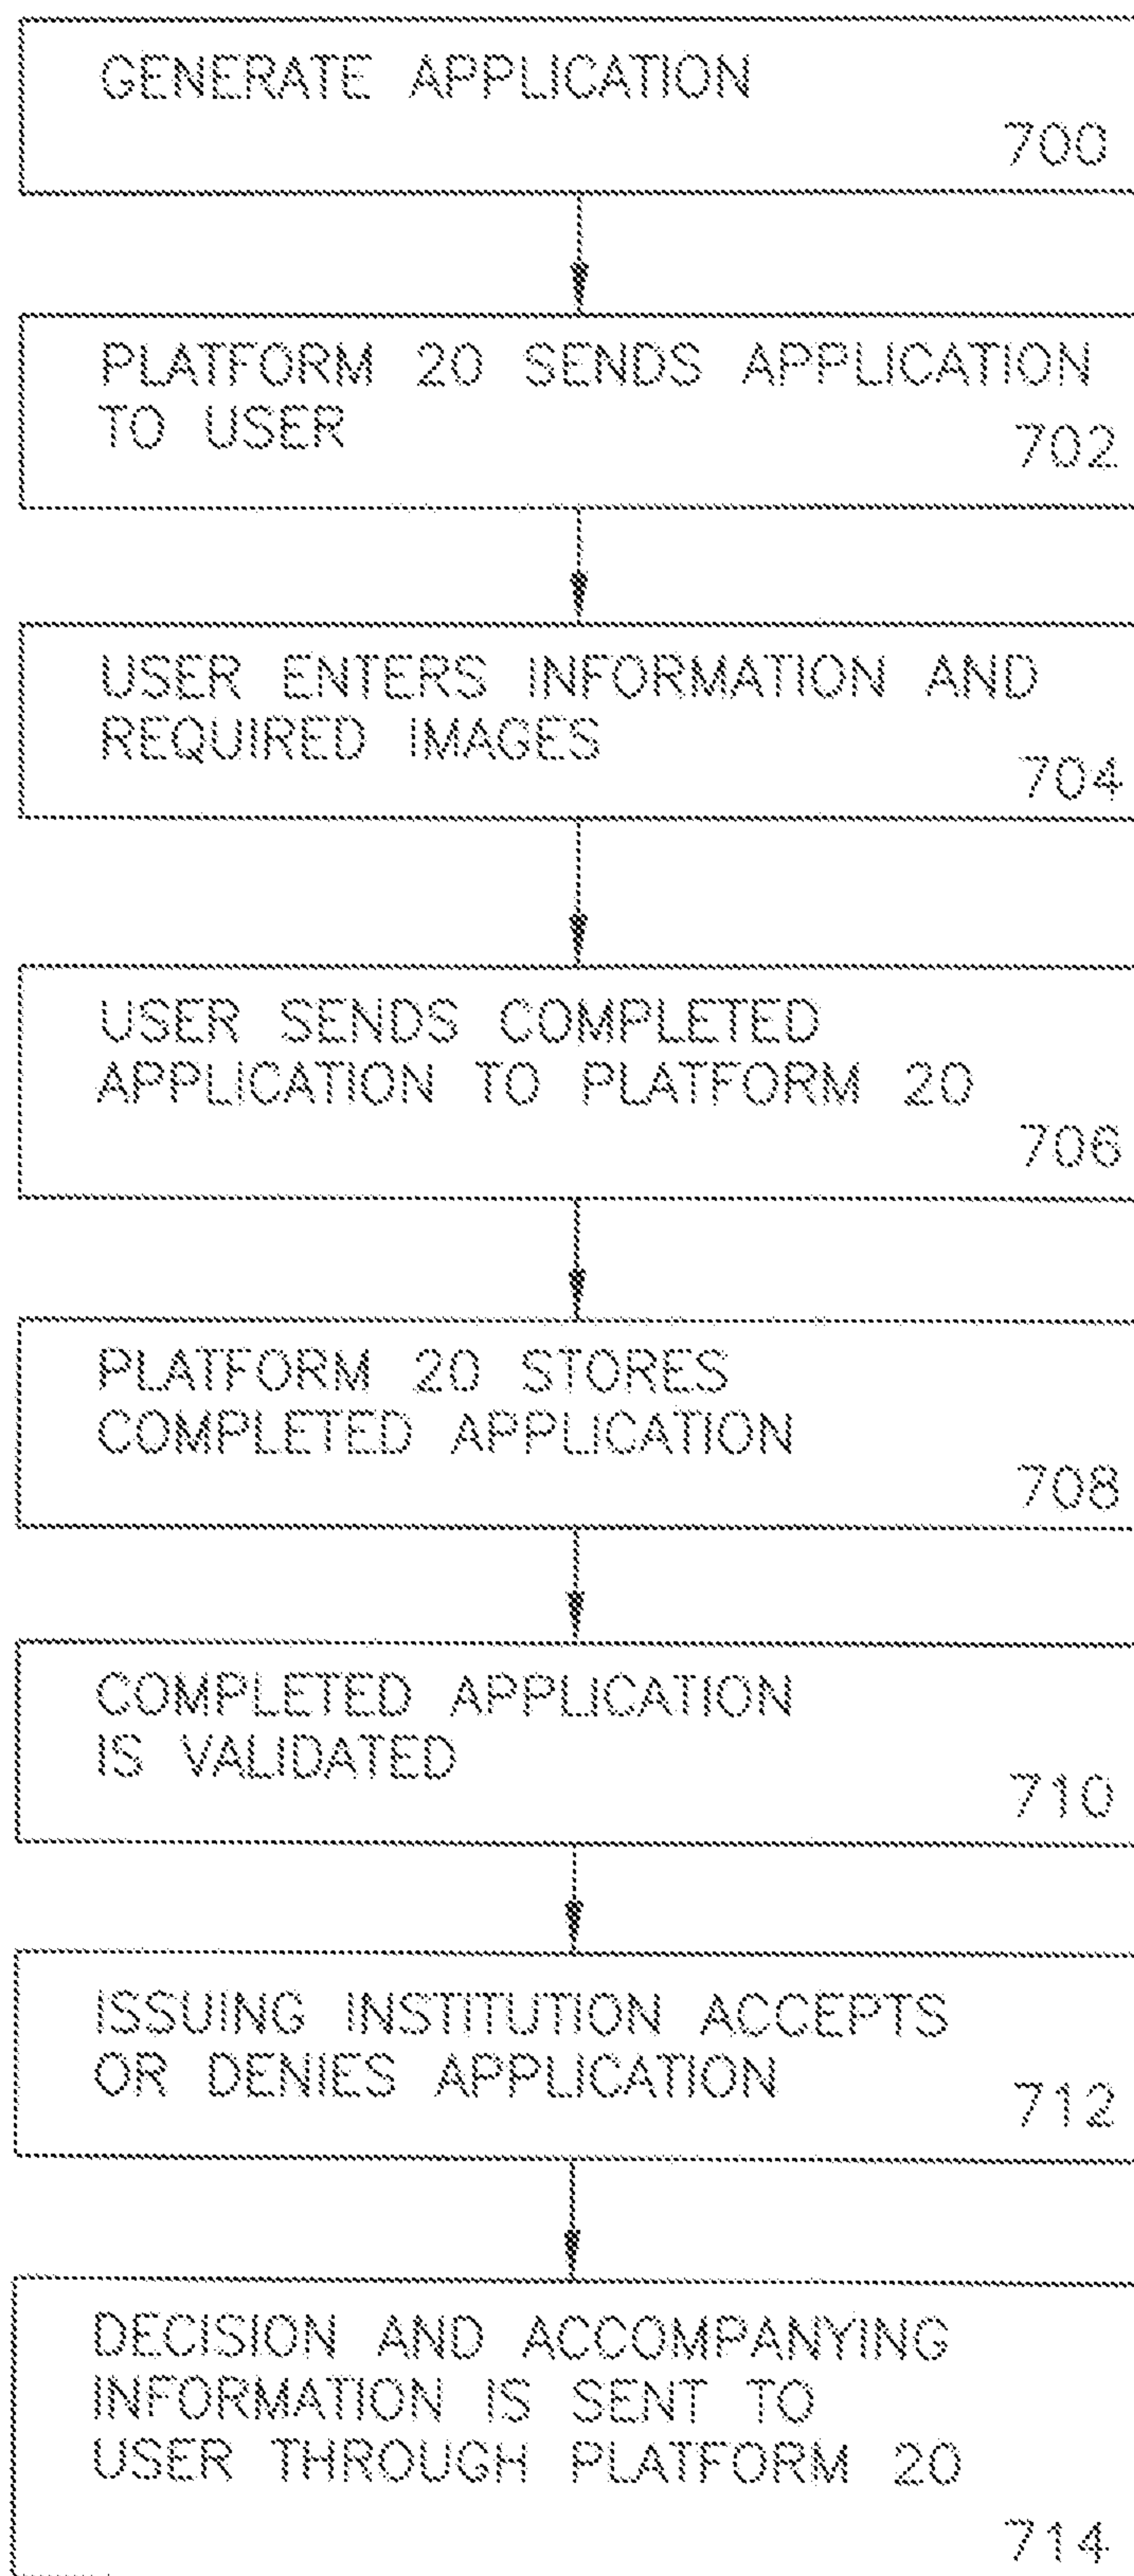 GENERATE APPLICATION
700
PLATFORM 20 SENDS APPLICATION
TO USER
702
USER ENTERS INFORMATION AND
REQUIRED IMAGES
704
USER SENDS COMPLETED
APPLICATION TO PLATFORM 20
706
PLATFORM 20 STORES
COMPLETED APPLICATION
708
COMPLETED APPLICATION
IS VALIDATED
710
ISSUING INSTITUTION ACCEPTS
OR DENIES APPLICATION
712
DECISION AND ACCOMPANYING
INFORMATION IS SENT TO
USER THROUGH PLATFORM 20
714